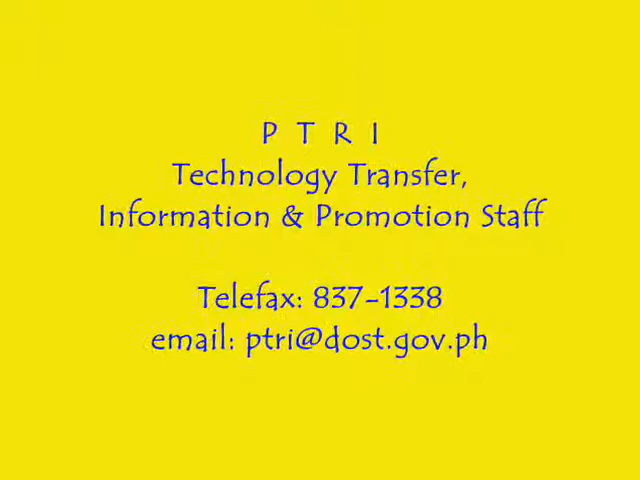 P T R I
Technology Transfer,
Information & Promotion Staff
Telefax: 837-1338
email: ptri@dost.gov.ph